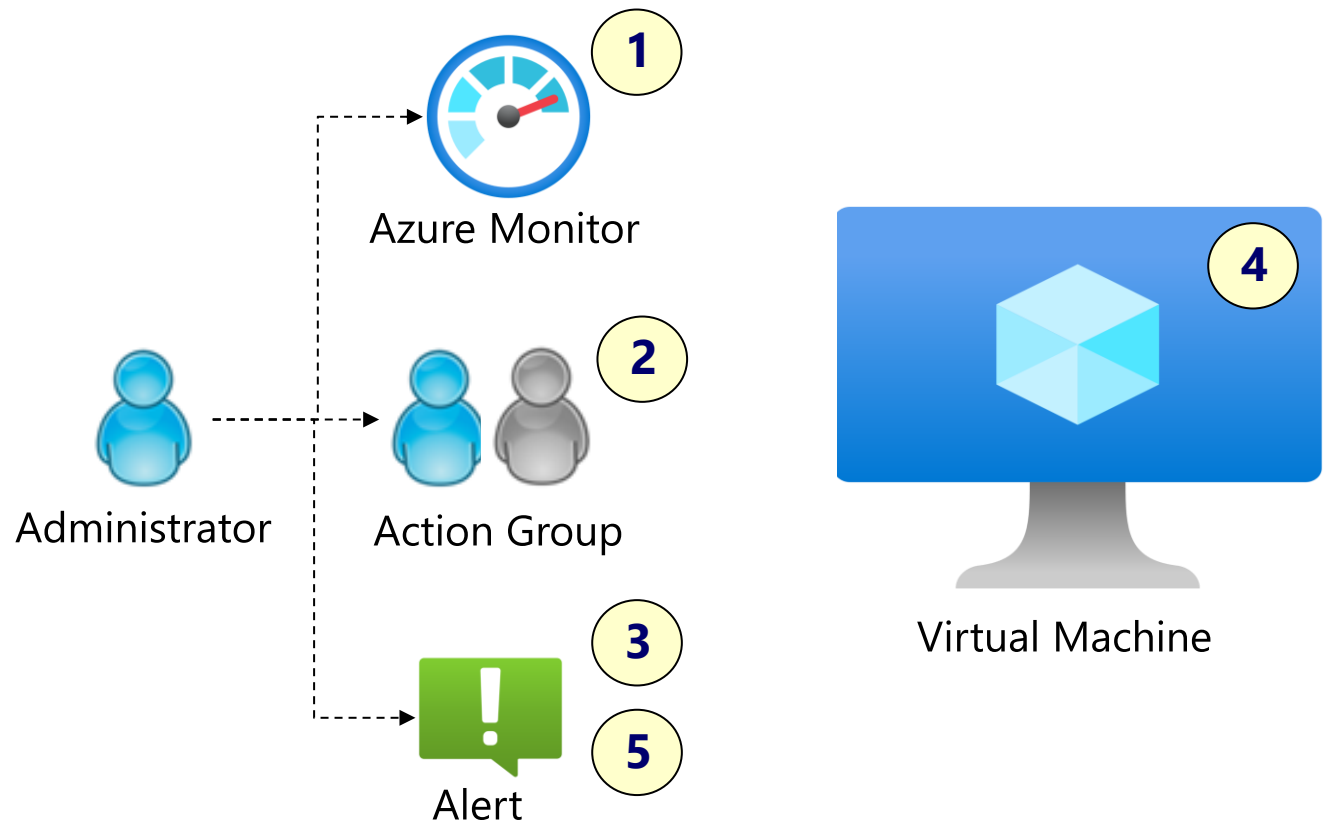 1
Azure Monitor
2
4
Administrator
Action Group
3
Virtual Machine
5
Alert